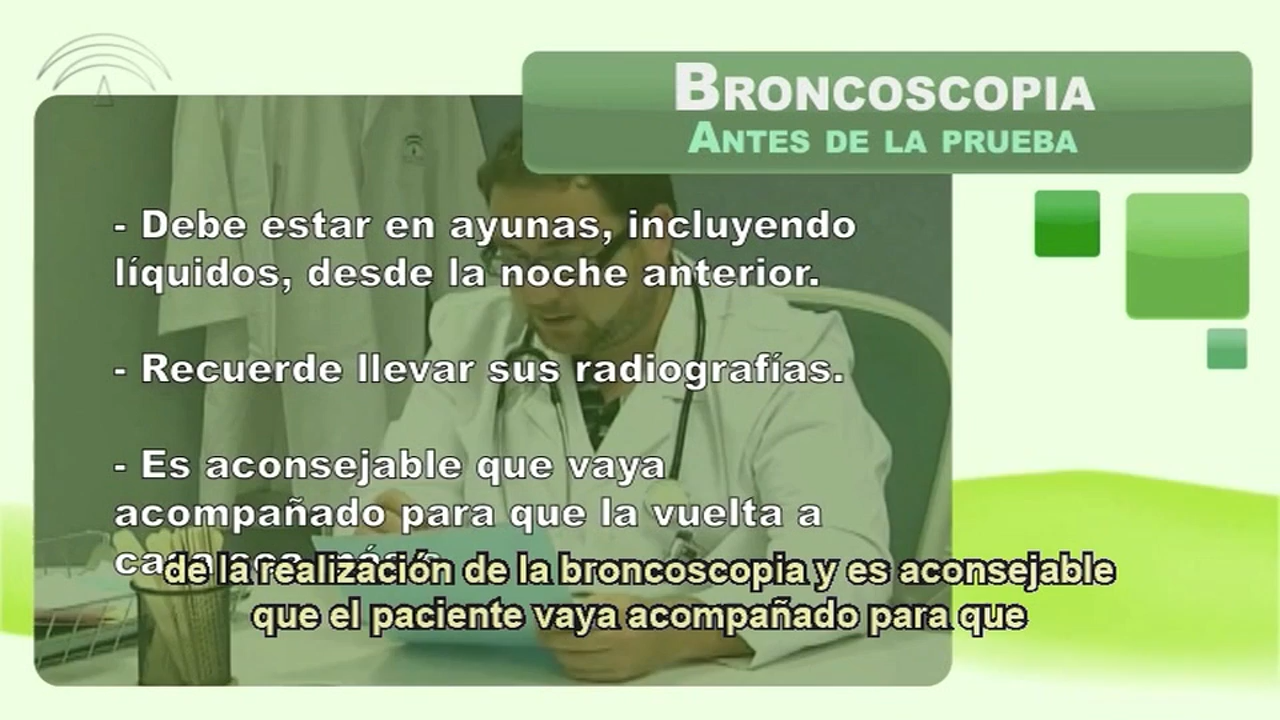 BRONCOSCOPIA
ANTES DE LA PRUEBA
- Debe estar en ayunas, incluyendo
líquidos, desde la noche anterior.
- Recuerde llevar sus radiografías.
- Es aconsejable que vaya
acompañado para que la vuelta a
de la realización de la broncoscopia y es aconsejable
que el paciente vaya acompañado para que